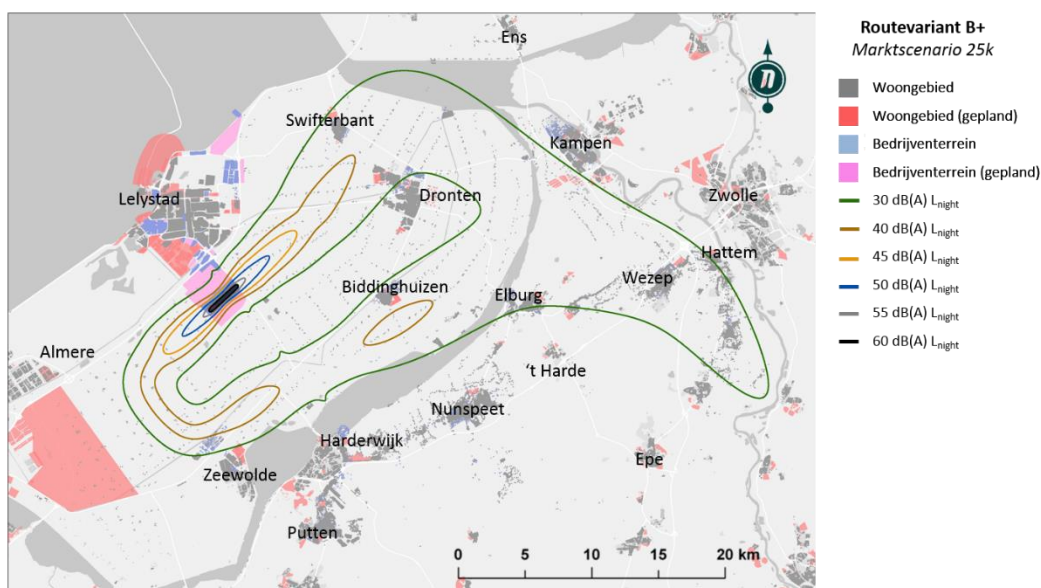 Ens
Swifterbant
Kampen
Lelystad
Dronten
Zwolle
Hattem
Wezep
Biddinghuizen
Elburg
Almere
't Harde
Nunspeet
Harderwijk
Epe
Zeewolde
Putten
0 5 10 15 20 km
n
Routevariant B+
Marktscenario 25k
Woongebied
Woongebied (gepland)
Bedrijventerrein
Bedrijventerrein (gepland)
30 dB(A) Lnight
40 dB(A) Lnight
45 dB(A) Lnight
50 dB(A) Lnight
55 dB(A) Lnight
60 dB(A) Lnight